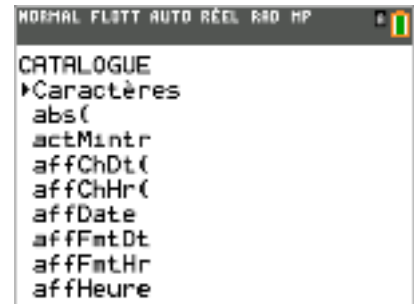 NORMAL FLOTT AUTO RÉEL RAD MP
CATALOGUE
▶Caractères
abs(
actMintr
affChDt(
affChHr(
affDate
affFmtDt
affFmtHr
affHeure